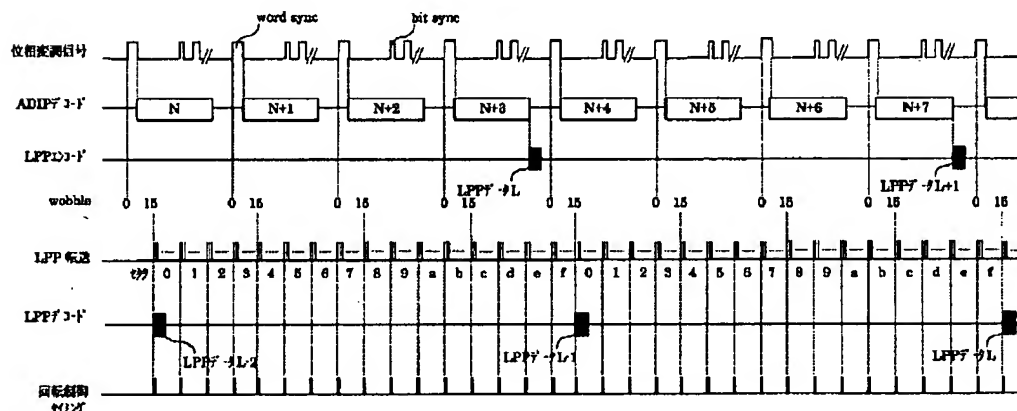 word sync
bit sync
位相変調信号
ADIPデコード
N
N+1
N+2
N+3
N+4
N+5
N+6
N+7
LPPエンコード
LPPデータL
LPPデータL+1
wobble
0 15 0 15 0 15 0 15 0 15 0 15 0 15 0 15
LPP転送
セクタ 0 1 2 3 4 5 6 7 8 9 a b c d e f 0 1 2 3 4 5 6 7 8 9 a b c d e f
LPPデコード
LPPデータL-2
LPPデータL-1
LPPデータL
回転制御
タイミング